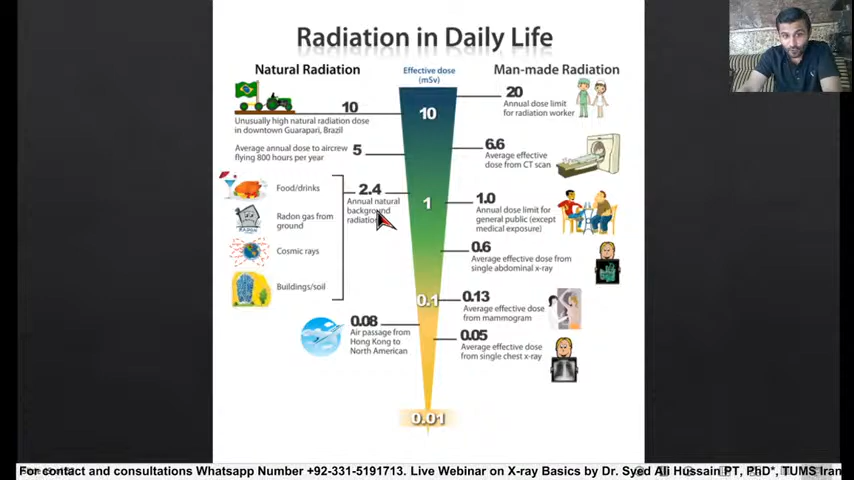 Radiation in Daily Life
Natural Radiation
Effective dose
(mSv)
Man-made Radiation
10
Unusually high natural radiation dose
in downtown Guarapari, Brazil
Average annual dose to aircrew
flying 800 hours per year
5
Food/drinks
Radon gas from
ground
Cosmic rays
Buildings/soil
2.4
Annual natural
background
radiation
0.08
Air passage from
Hong Kong to
North American
10
1
0.1
0.01
20
Annual dose limit
for radiation worker
6.6
Average effective
dose from CT scan
1.0
Annual dose limit for
general public (except
medical exposure)
0.6
Average effective dose from
single abdominal x-ray
0.13
Average effective dose
from mammogram
0.05
Average effective dose
from single chest x-ray
RADON
For contact and consultations Whatsapp Number +92-331-5191713. Live Webinar on X-ray Basics by Dr. Syed Ali Hussain PT, PhD*, TUMS Iran